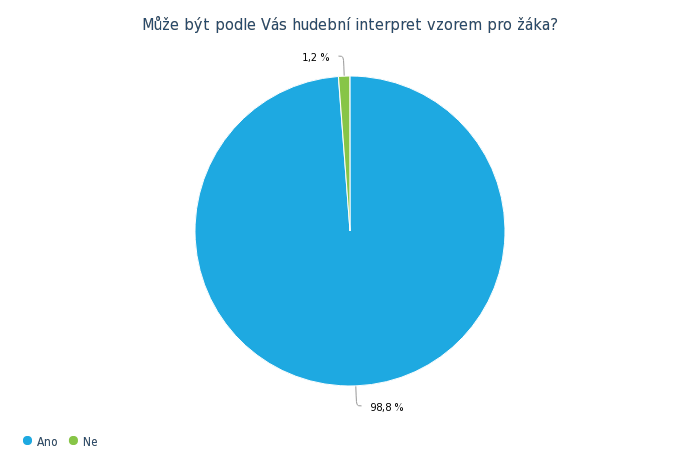 Může být podle Vás hudební interpret vzorem pro žáka?
1,2 %
98,8 %
Ano Ne